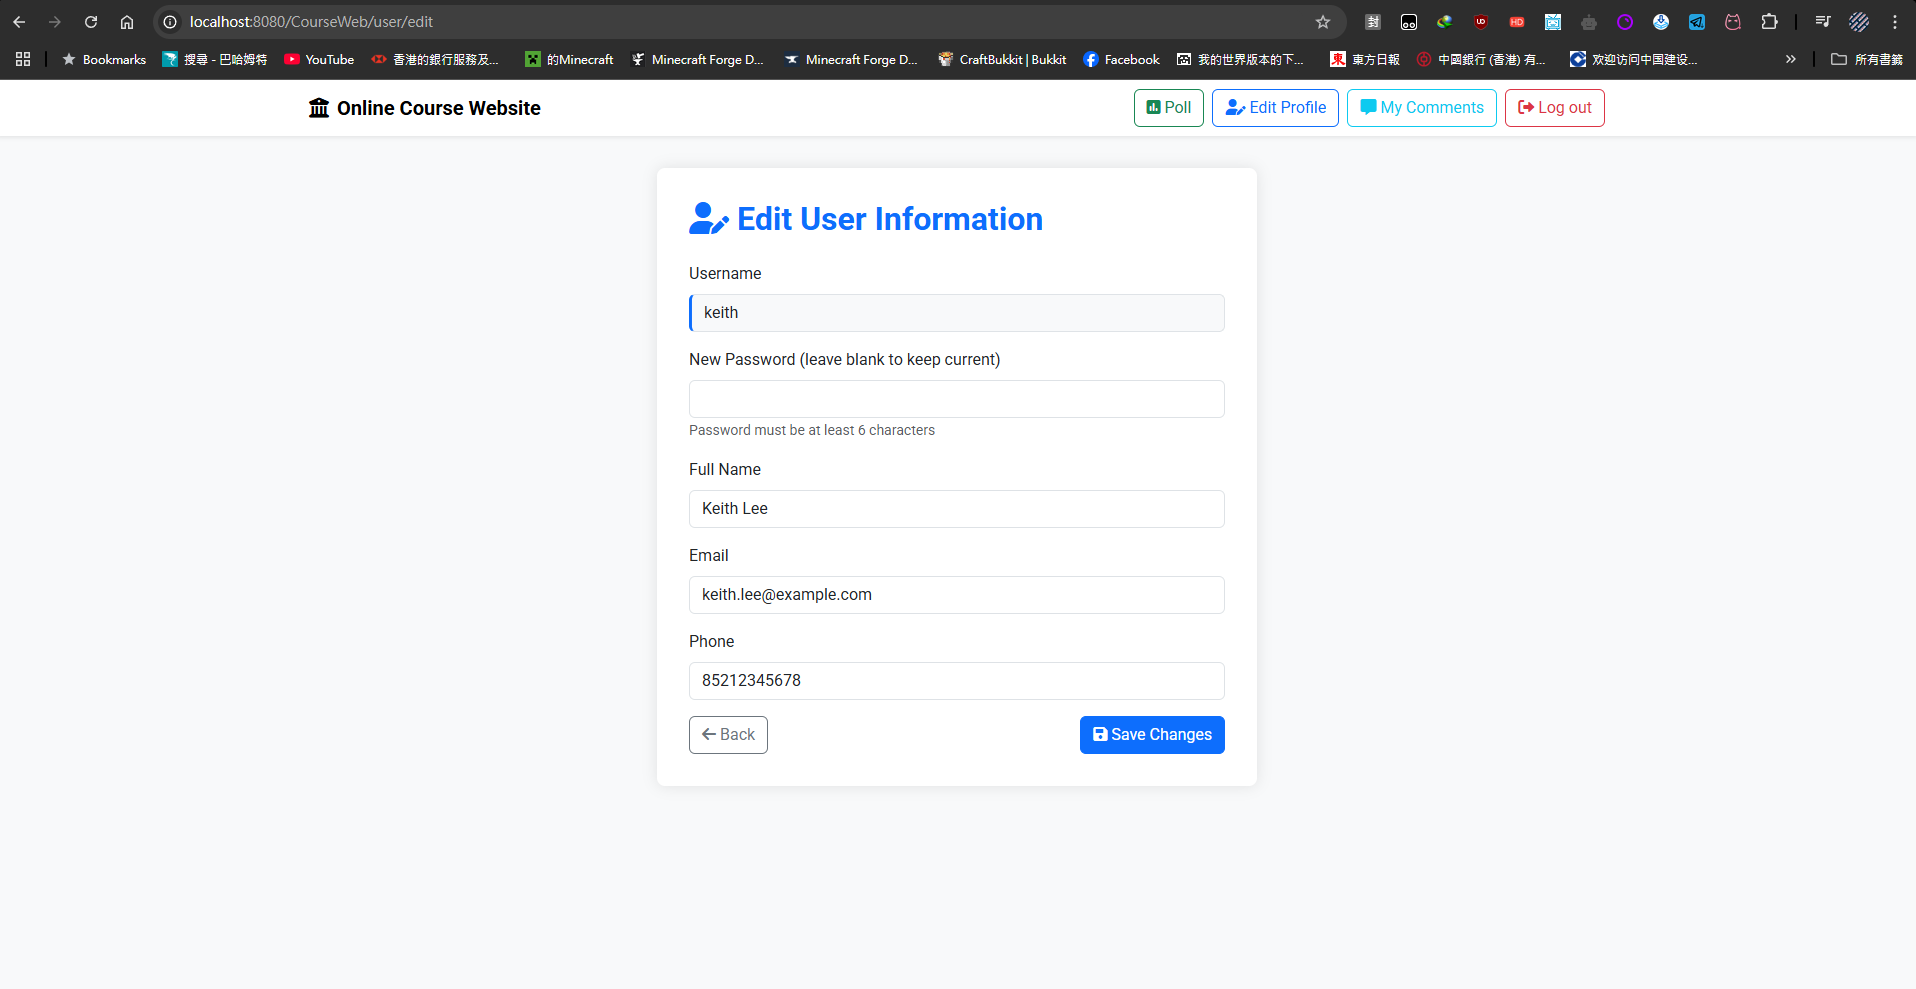 localhost:8080/CourseWeb/user/edit
Bookmarks 搜尋 - 巴哈姆特 YouTube 香港的銀行服務及... 的Minecraft Minecraft Forge D... Minecraft Forge D... CraftBukkit | Bukkit Facebook 我的世界版本的下... 東方日報 中國銀行 (香港) 有... 欢迎访问中国建设... » 所有書籤
Online Course Website Poll Edit Profile My Comments Log out
Edit User Information
Username
keith
New Password (leave blank to keep current)
Password must be at least 6 characters
Full Name
Keith Lee
Email
keith.lee@example.com
Phone
85212345678
Back Save Changes